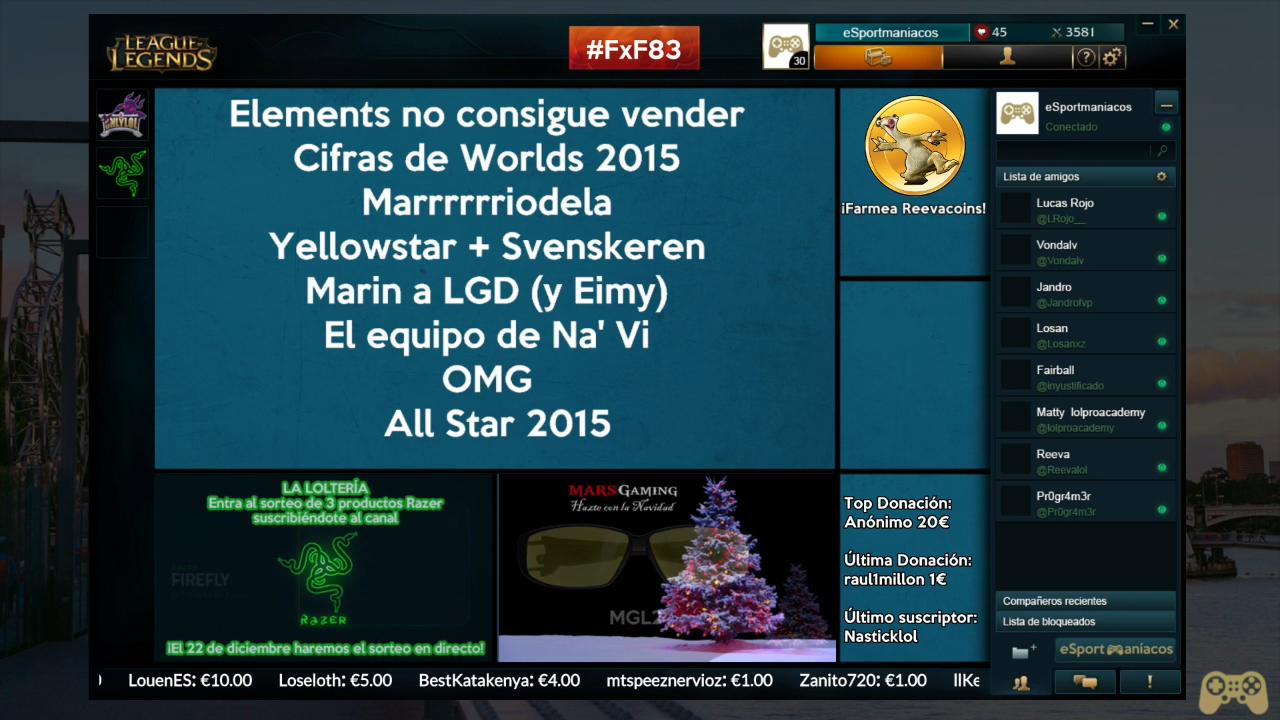 LEAGUE OF LEGENDS
#FxF83
30
eSportmaniacos
45
3581
?
ONLYLOL
Elements no consigue vender
Cifras de Worlds 2015
Marrrrrriodela
Yellowstar + Svenskeren
Marin a LGD (y Eimy)
El equipo de Na' Vi
OMG
All Star 2015
¡Farmea Reevacoins!
eSportmaniacos
Conectado
Lista de amigos
Lucas Rojo
@LRojo__
Vondalv
@Vondalv
Jandro
@Jandrofvp
Losan
@Losanxz
Fairball
@inyustificado
Matty lolproacademy
@lolproacademy
Reeva
@Reevalol
Pr0gr4m3r
@Pr0gr4m3r
Compañeros recientes
Lista de bloqueados
eSport maníacos
!
LA LOLTERÍA
Entra al sorteo de 3 productos Razer
suscribiéndote al canal
FIREFLY
RAZER
¡El 22 de diciembre haremos el sorteo en directo!
MARSGAMING
Hazte con la Navidad
MGL2
Top Donación:
Anónimo 20€
Última Donación:
raul1millon 1€
Último suscriptor:
Nasticklol
LouenES: €10.00 Loseloth: €5.00 BestKatakenya: €4.00 mtspeeznervioz: €1.00 Zanito720: €1.00